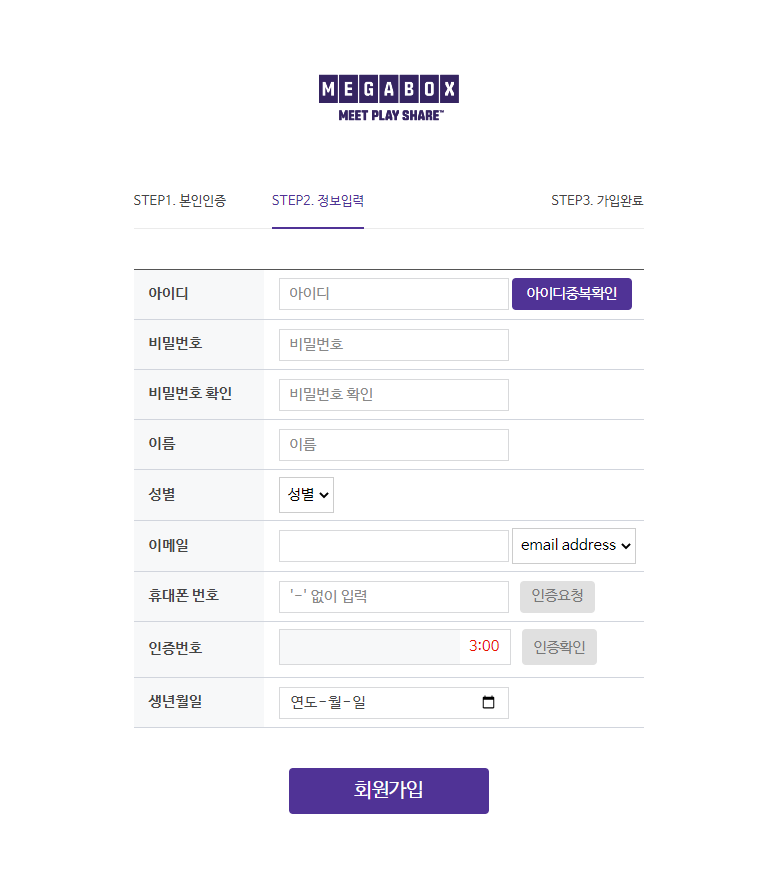 MEGABOX
MEET PLAY SHARE™
STEP1. 본인인증 STEP2. 정보입력 STEP3. 가입완료
아이디 아이디 아이디중복확인
비밀번호 비밀번호
비밀번호 확인 비밀번호 확인
이름 이름
성별 성별
이메일 email address
휴대폰 번호 '-' 없이 입력 인증요청
인증번호 3:00 인증확인
생년월일 연도-월-일
회원가입